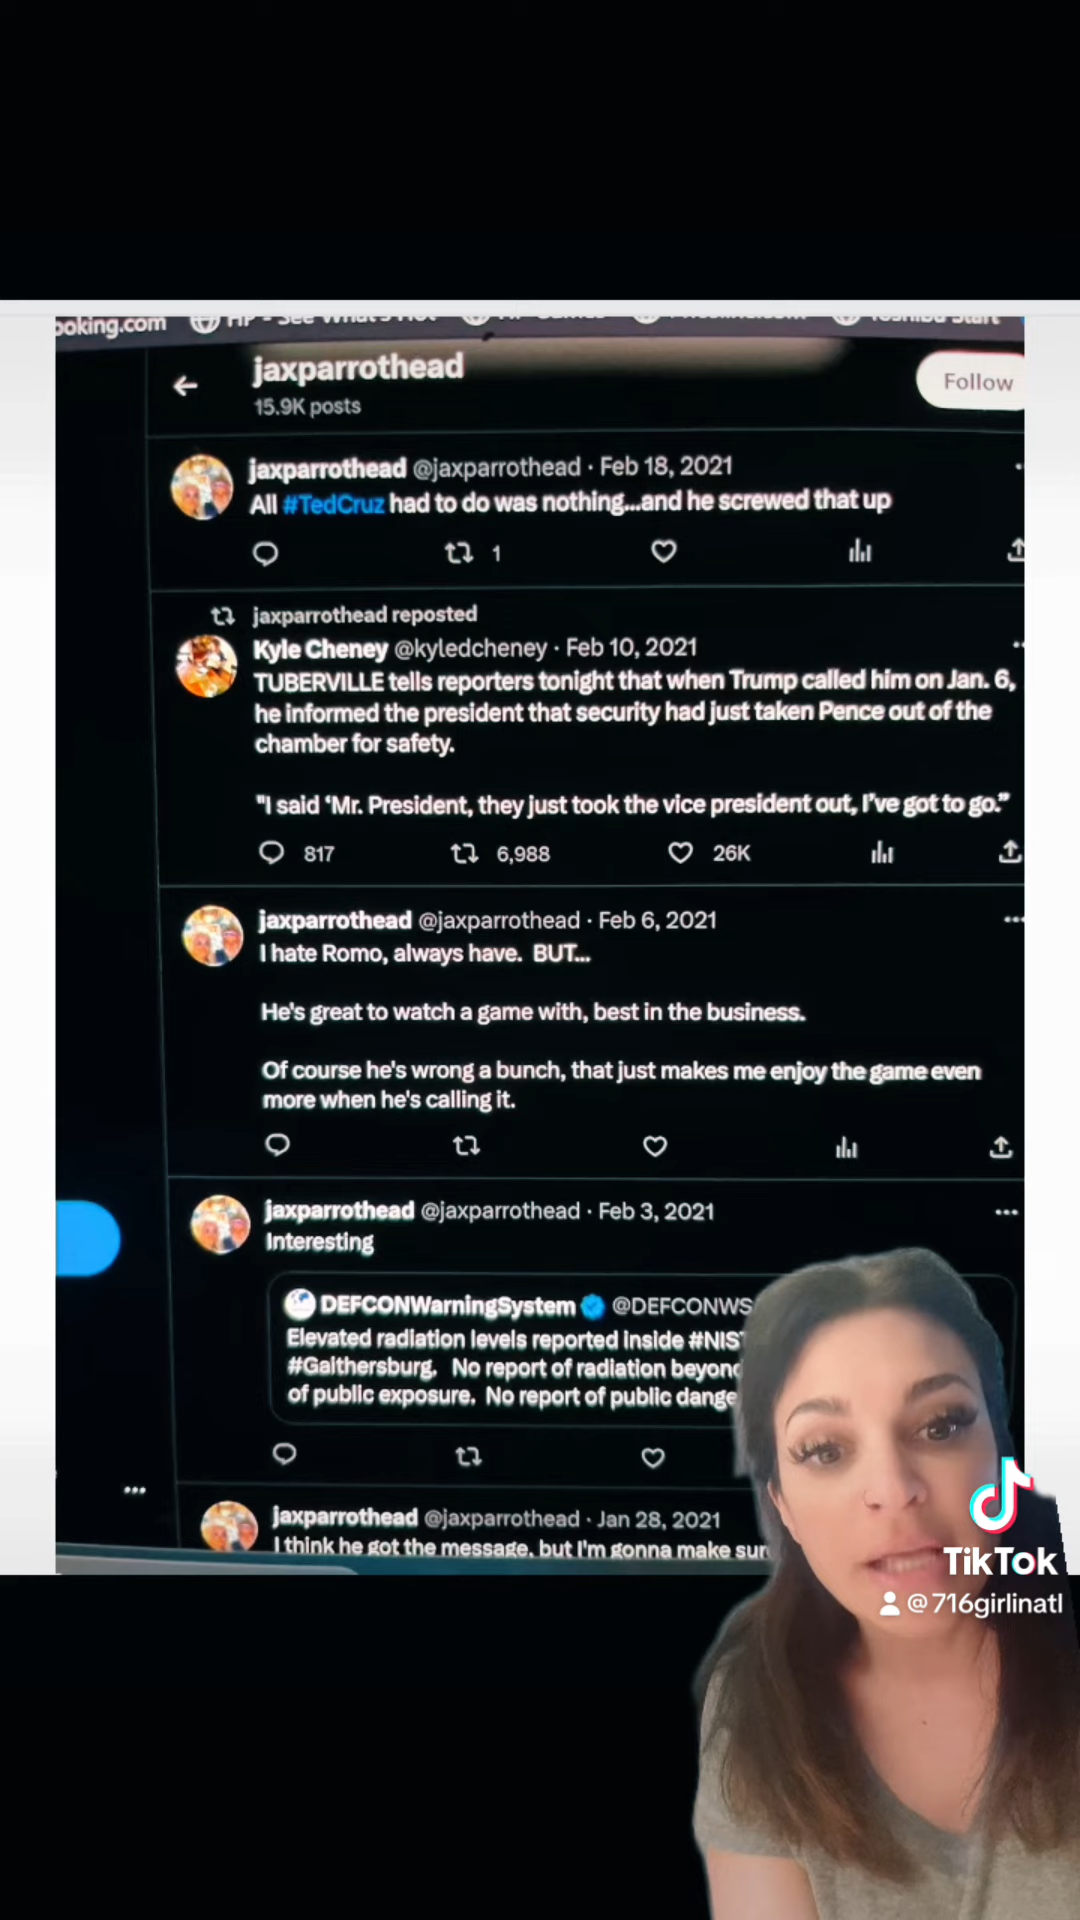 booking.com
jaxparrothead
15.9K posts
Follow
jaxparrothead @jaxparrothead · Feb 18, 2021
All #TedCruz had to do was nothing...and he screwed that up
1
jaxparrothead reposted
Kyle Cheney @kyledcheney · Feb 10, 2021
TUBERVILLE tells reporters tonight that when Trump called him on Jan. 6,
he informed the president that security had just taken Pence out of the
chamber for safety.
"I said ‘Mr. President, they just took the vice president out, I’ve got to go.”
817 6,988 26K
jaxparrothead @jaxparrothead · Feb 6, 2021
I hate Romo, always have. BUT...
He's great to watch a game with, best in the business.
Of course he's wrong a bunch, that just makes me enjoy the game even
more when he's calling it.
jaxparrothead @jaxparrothead · Feb 3, 2021
Interesting
DEFCONWarningSystem @DEFCONWS
Elevated radiation levels reported inside #NIST
#Gaithersburg. No report of radiation beyond
of public exposure. No report of public dange
jaxparrothead @jaxparrothead · Jan 28, 2021
I think he got the message, but I'm gonna make sur
TikTok
@716girlinatl